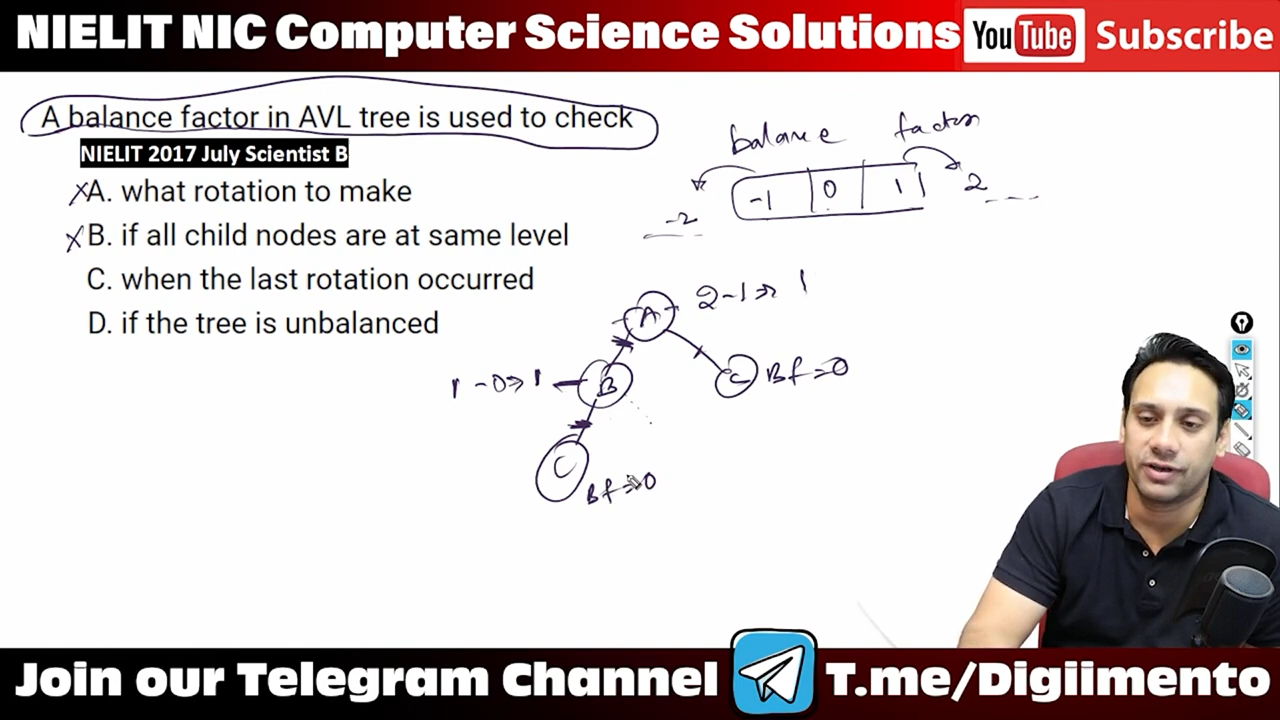 NIELIT NIC Computer Science Solutions YouTube Subscribe
A balance factor in AVL tree is used to check
NIELIT 2017 July Scientist B
A. what rotation to make
B. if all child nodes are at same level
C. when the last rotation occurred
D. if the tree is unbalanced
balance factor
-1 0 1
-2
2
A
2-1⇒ 1
1-0⇒1
B
C Bf=0
C
Bf=0
Join our Telegram Channel T.me/Digiimento